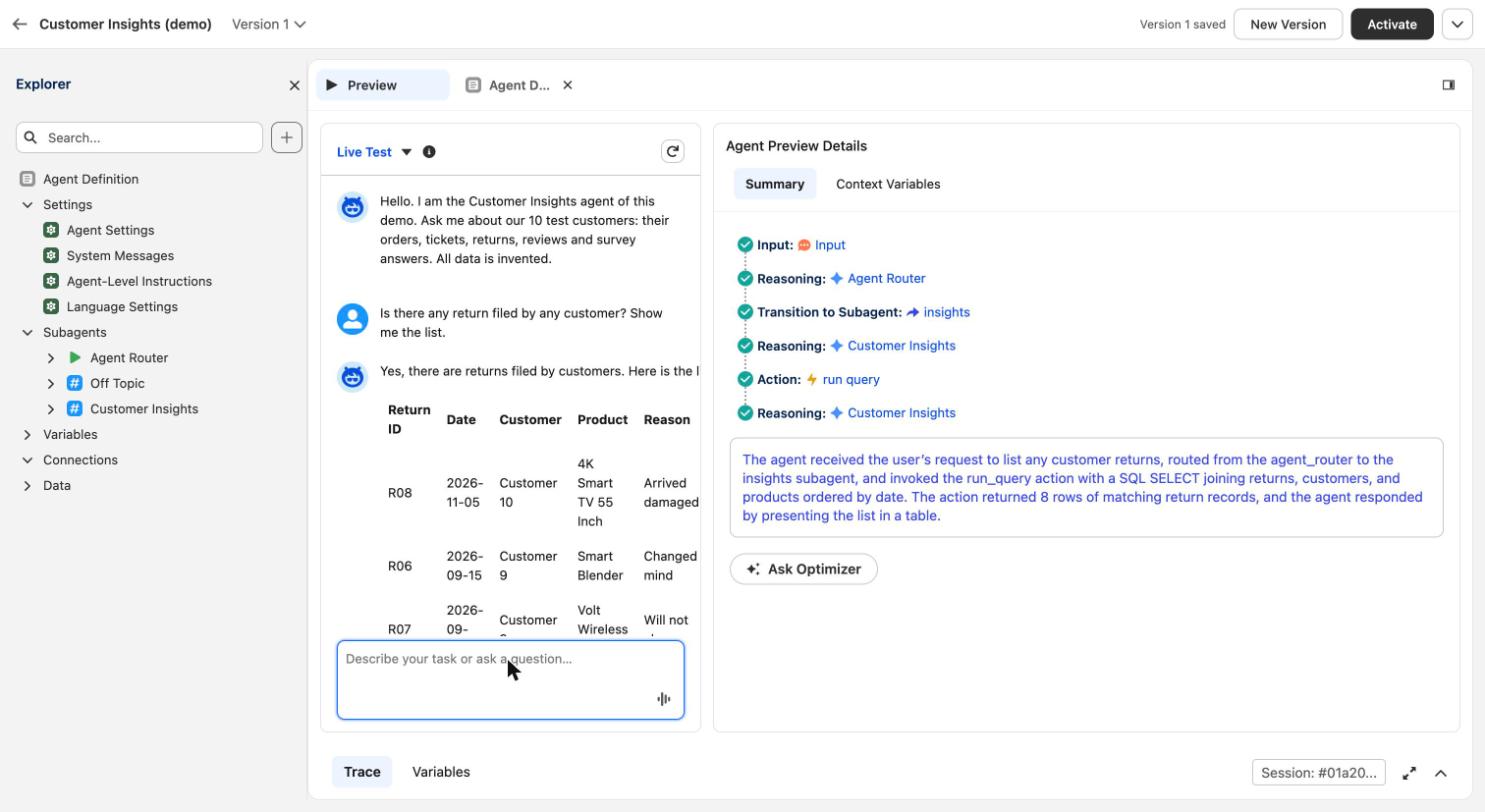 Customer Insights (demo)
Version 1
Version 1 saved
New Version
Activate
Explorer
Search...
Agent Definition
Settings
Agent Settings
System Messages
Agent-Level Instructions
Language Settings
Subagents
Agent Router
Off Topic
Customer Insights
Variables
Connections
Data
Preview
Agent D...
Live Test
Hello. I am the Customer Insights agent of this
demo. Ask me about our 10 test customers: their
orders, tickets, returns, reviews and survey
answers. All data is invented.
Is there any return filed by any customer? Show
me the list.
Yes, there are returns filed by customers. Here is the l
Return ID Date Customer Product Reason
R08 2026-11-05 Customer 10 4K Smart TV 55 Inch Arrived damaged
R06 2026-09-15 Customer 9 Smart Blender Changed mind
R07 2026-09- Customer Volt Wireless Will not
Describe your task or ask a question...
Agent Preview Details
Summary
Context Variables
Input: Input
Reasoning: Agent Router
Transition to Subagent: insights
Reasoning: Customer Insights
Action: run query
Reasoning: Customer Insights
The agent received the user's request to list any customer returns, routed from the agent_router to the
insights subagent, and invoked the run_query action with a SQL SELECT joining returns, customers, and
products ordered by date. The action returned 8 rows of matching return records, and the agent responded
by presenting the list in a table.
Ask Optimizer
Trace
Variables
Session: #01a20...